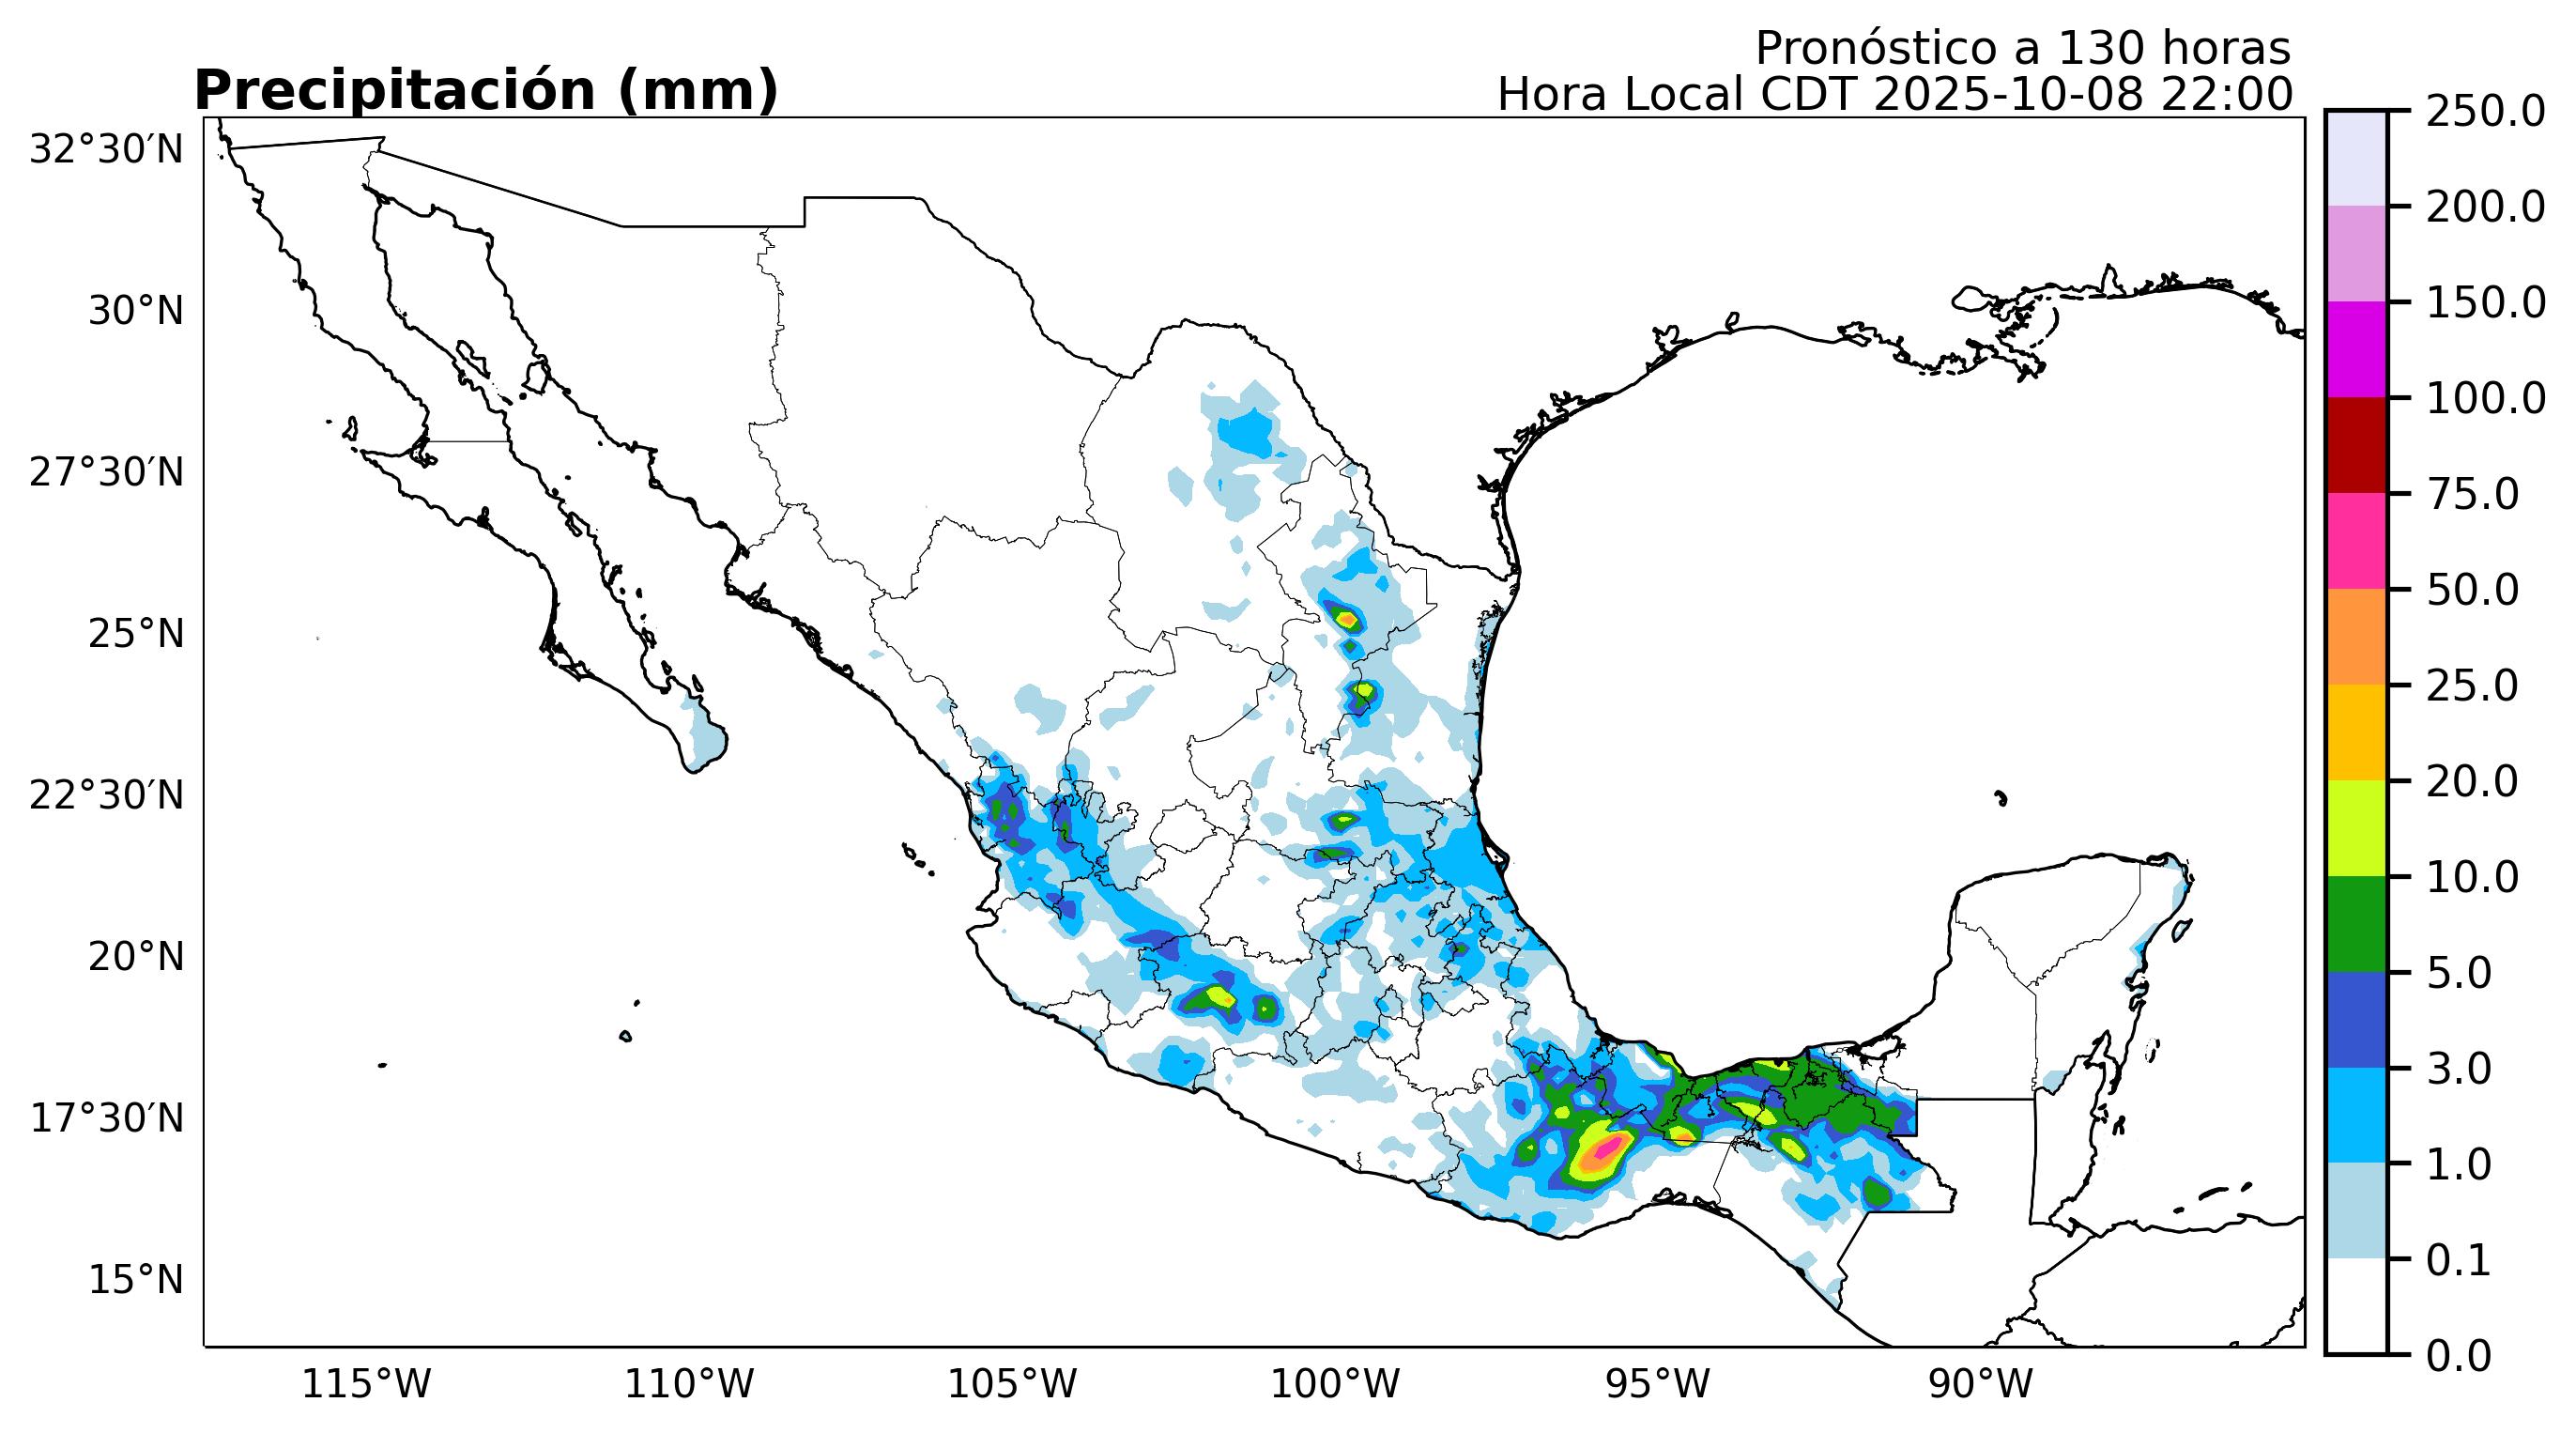 Pronóstico a 130 horas
Precipitación (mm)
Hora Local CDT 2025-10-08 22:00
32°30′N
30°N
27°30′N
25°N
22°30′N
20°N
17°30′N
15°N
115°W
110°W
105°W
100°W
95°W
90°W
250.0
200.0
150.0
100.0
75.0
50.0
25.0
20.0
10.0
5.0
3.0
1.0
0.1
0.0